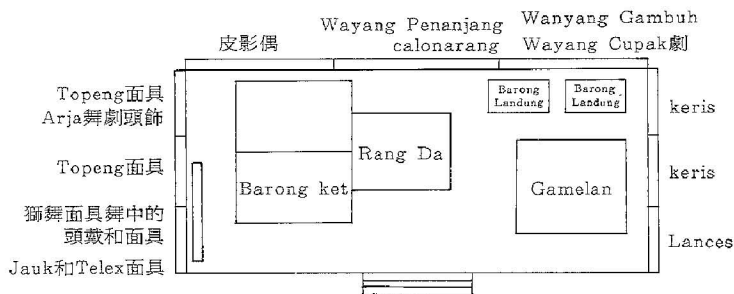 皮影偶
Wayang Penanjang
calonarang
Wanyang Gambuh
Wayang Cupak劇
Topeng面具
Arja舞劇頭飾
Topeng面具
獅舞面具舞中的
頭戴和面具
Jauk和Telex面具
Barong ket
Rang Da
Barong
Landung
Barong
Landung
Gamelan
keris
keris
Lances